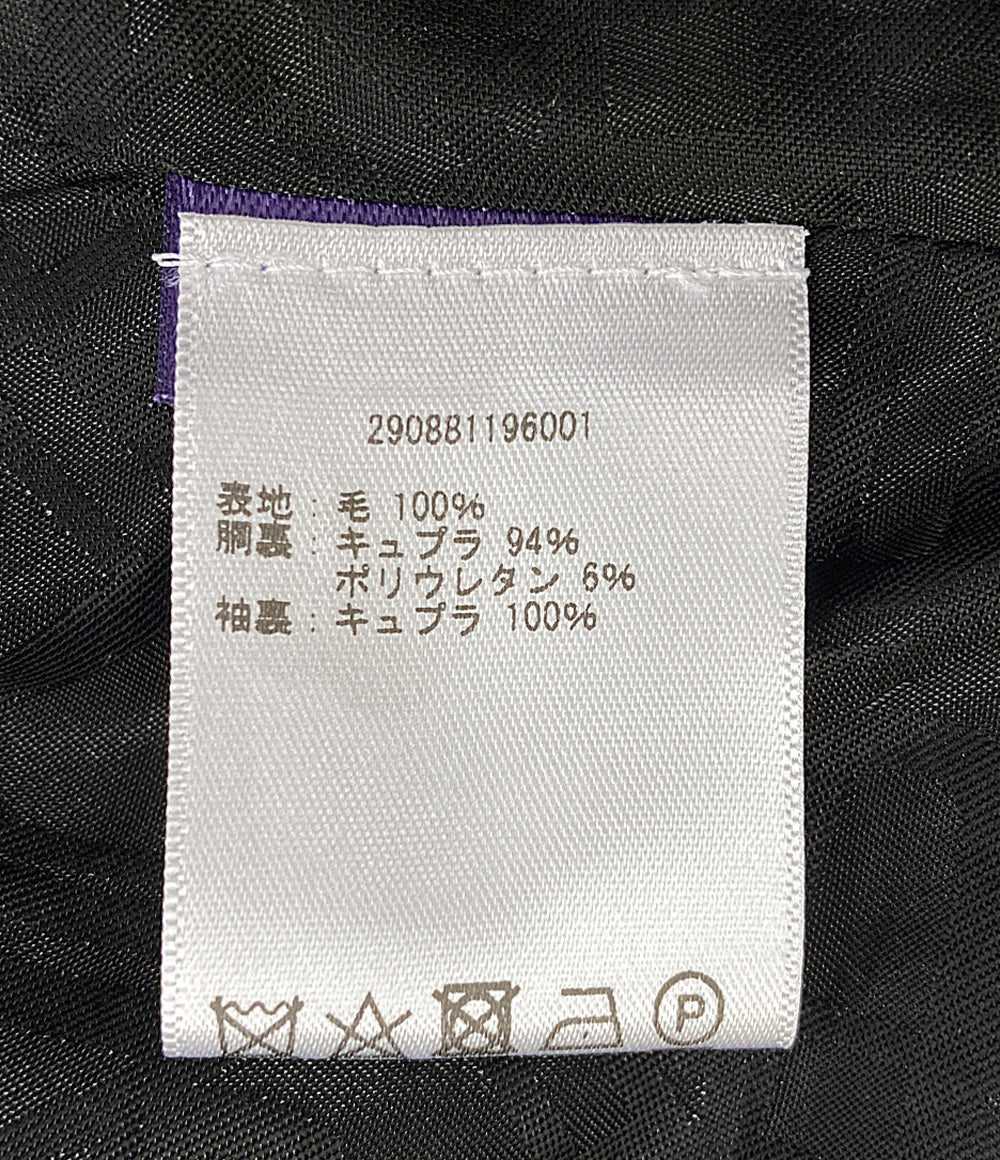 290881196001
表地：毛 100%
胴裏：キュプラ 94%
ポリウレタン 6%
袖裏：キュプラ 100%
P